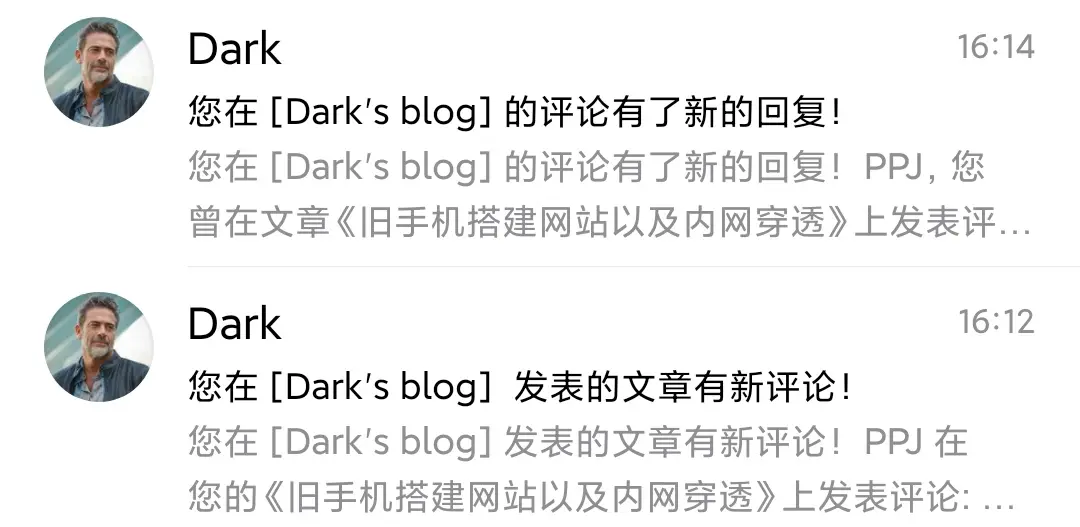 Dark
16:14
您在 [Dark's blog] 的评论有了新的回复！
您在 [Dark's blog] 的评论有了新的回复！PPJ, 您
曾在文章《旧手机搭建网站以及内网穿透》上发表评...
Dark
16:12
您在 [Dark's blog] 发表的文章有新评论！
您在 [Dark's blog] 发表的文章有新评论！PPJ 在
您的《旧手机搭建网站以及内网穿透》上发表评论: ...